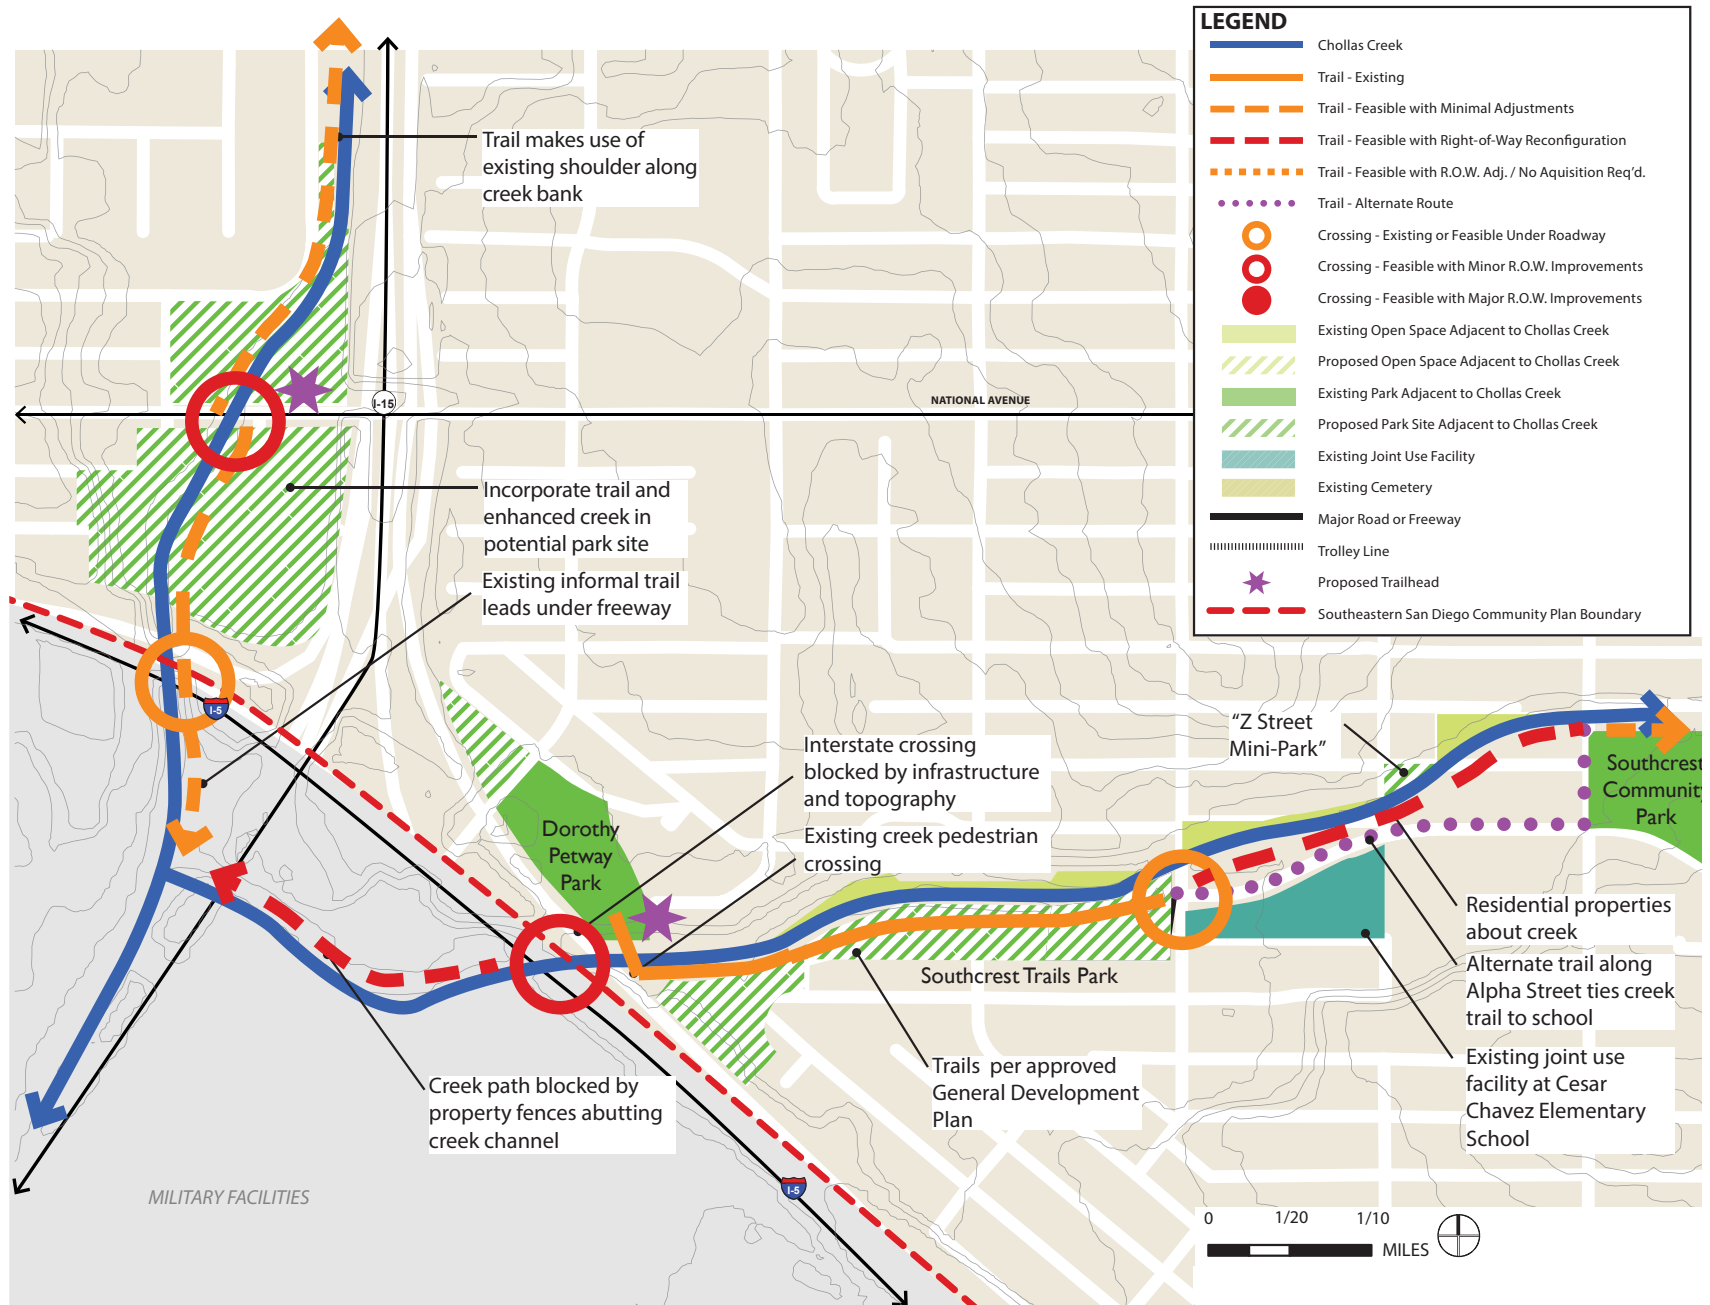 LEGEND
Chollas Creek
Trail - Existing
Trail - Feasible with Minimal Adjustments
Trail - Feasible with Right-of-Way Reconfiguration
Trail - Feasible with R.O.W. Adj. / No Aquisition Req'd.
Trail - Alternate Route
Crossing - Existing or Feasible Under Roadway
Crossing - Feasible with Minor R.O.W. Improvements
Crossing - Feasible with Major R.O.W. Improvements
Existing Open Space Adjacent to Chollas Creek
Proposed Open Space Adjacent to Chollas Creek
Existing Park Adjacent to Chollas Creek
Proposed Park Site Adjacent to Chollas Creek
Existing Joint Use Facility
Existing Cemetery
Major Road or Freeway
Trolley Line
Proposed Trailhead
Southeastern San Diego Community Plan Boundary
Trail makes use of
existing shoulder along
creek bank
I-15
NATIONAL AVENUE
Incorporate trail and
enhanced creek in
potential park site
Existing informal trail
leads under freeway
I-5
"Z Street
Mini-Park"
Interstate crossing
blocked by infrastructure
and topography
Existing creek pedestrian
crossing
Dorothy
Petway
Park
Southcrest
Community
Park
Southcrest Trails Park
Residential properties
about creek
Alternate trail along
Alpha Street ties creek
trail to school
Existing joint use
facility at Cesar
Chavez Elementary
School
Trails per approved
General Development
Plan
Creek path blocked by
property fences abutting
creek channel
I-5
MILITARY FACILITIES
0 1/20 1/10
MILES